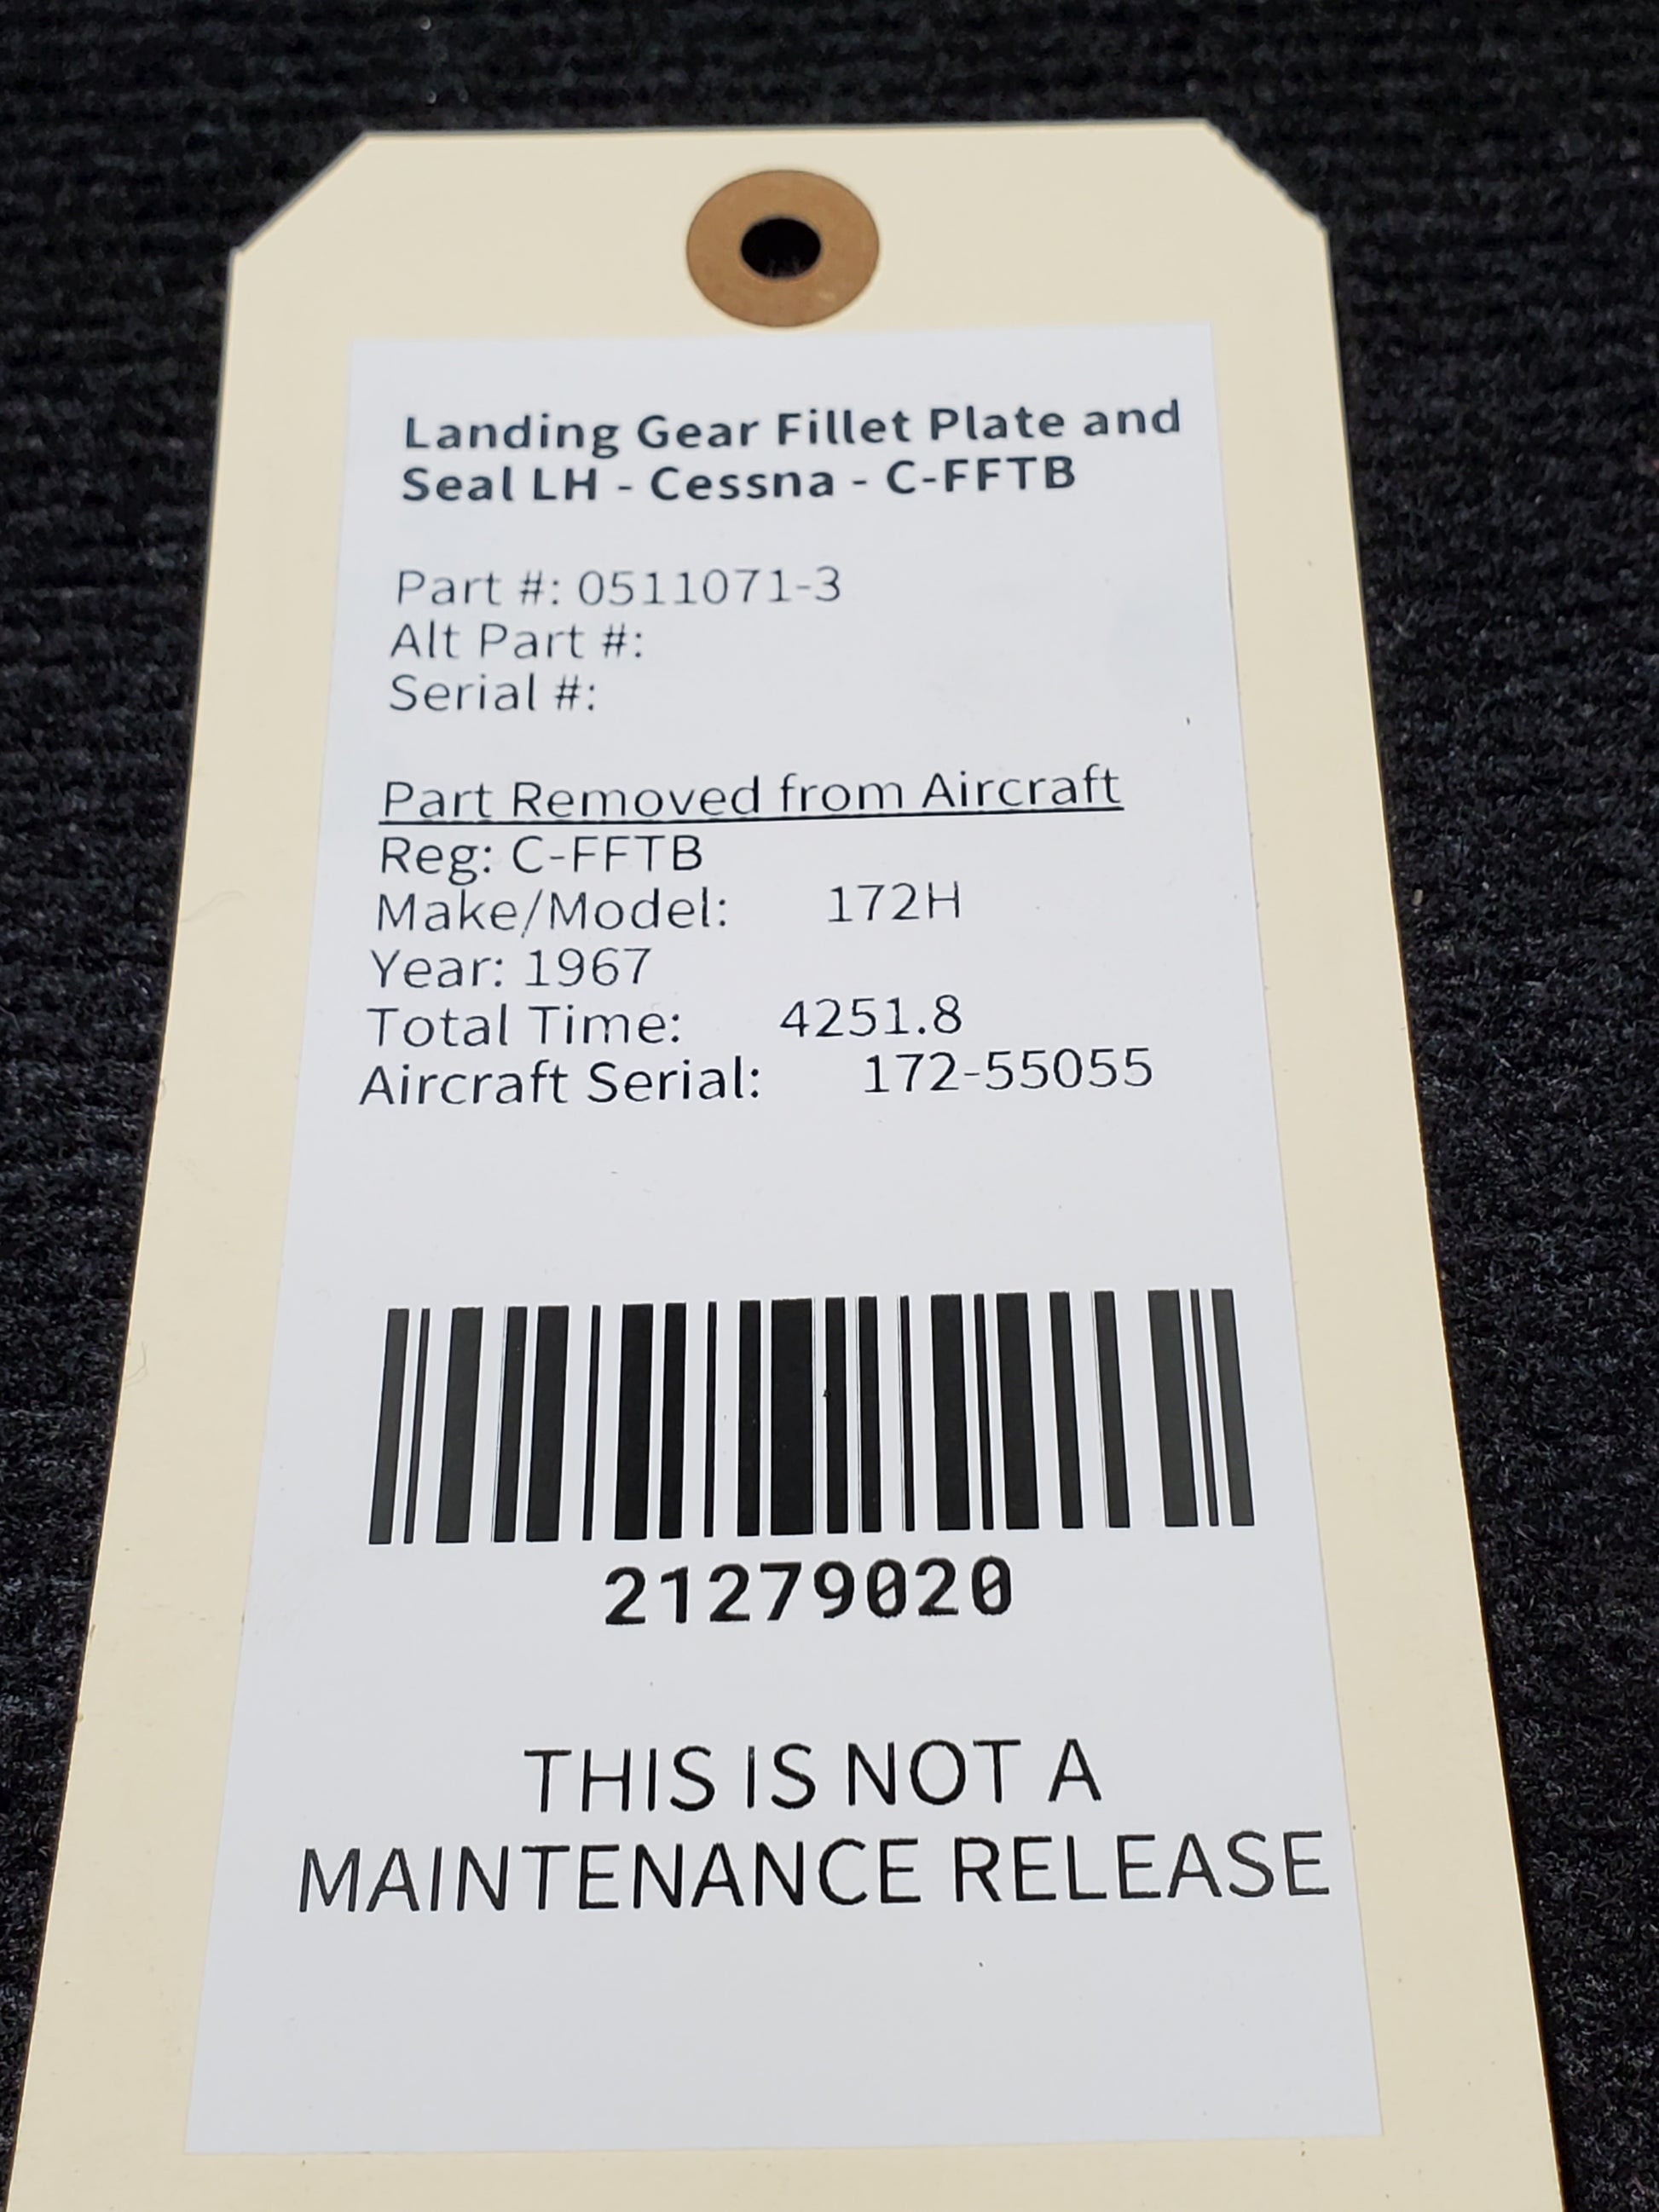 Landing Gear Fillet Plate and
Seal LH - Cessna - C-FFTB
Part #: 0511071-3
Alt Part #:
Serial #:
Part Removed from Aircraft
Reg: C-FFTB
Make/Model: 172H
Year: 1967
Total Time: 4251.8
Aircraft Serial: 172-55055
21279020
THIS IS NOT A
MAINTENANCE RELEASE